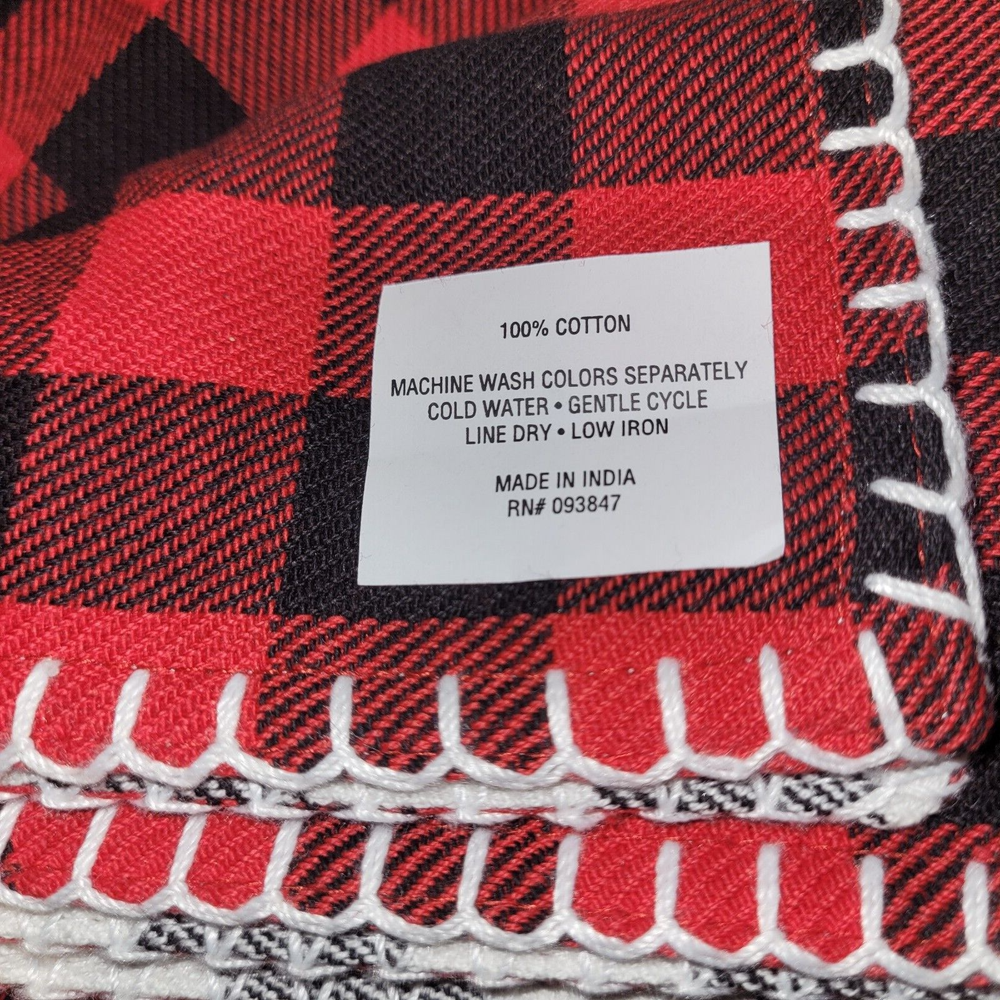 100% COTTON
MACHINE WASH COLORS SEPARATELY
COLD WATER • GENTLE CYCLE
LINE DRY • LOW IRON
MADE IN INDIA
RN# 093847